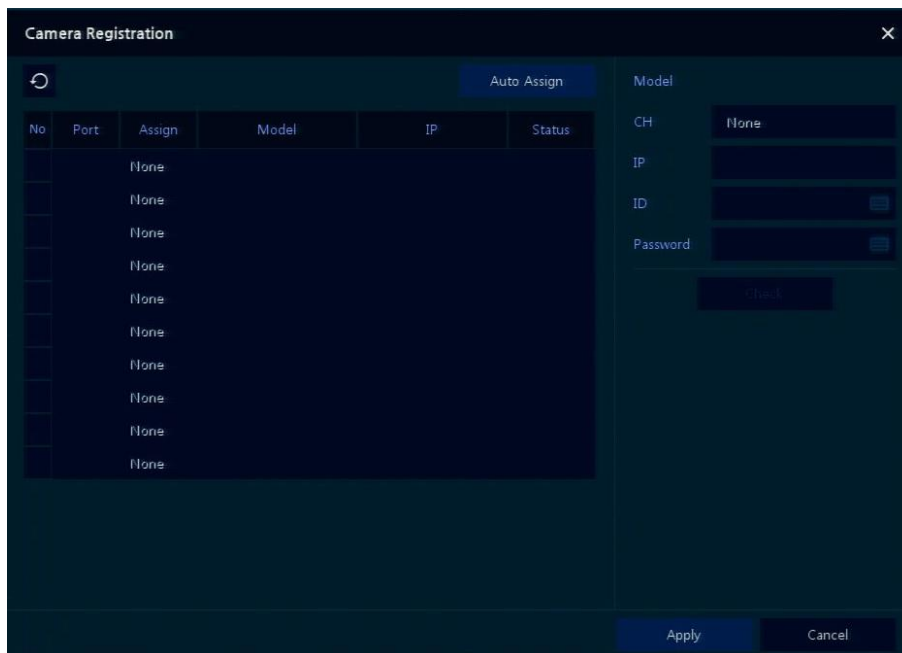 Camera Registration
Auto Assign
No Port Assign Model IP Status
None
None
None
None
None
None
None
None
None
None
Model
CH None
IP
ID
Password
Check
Apply Cancel